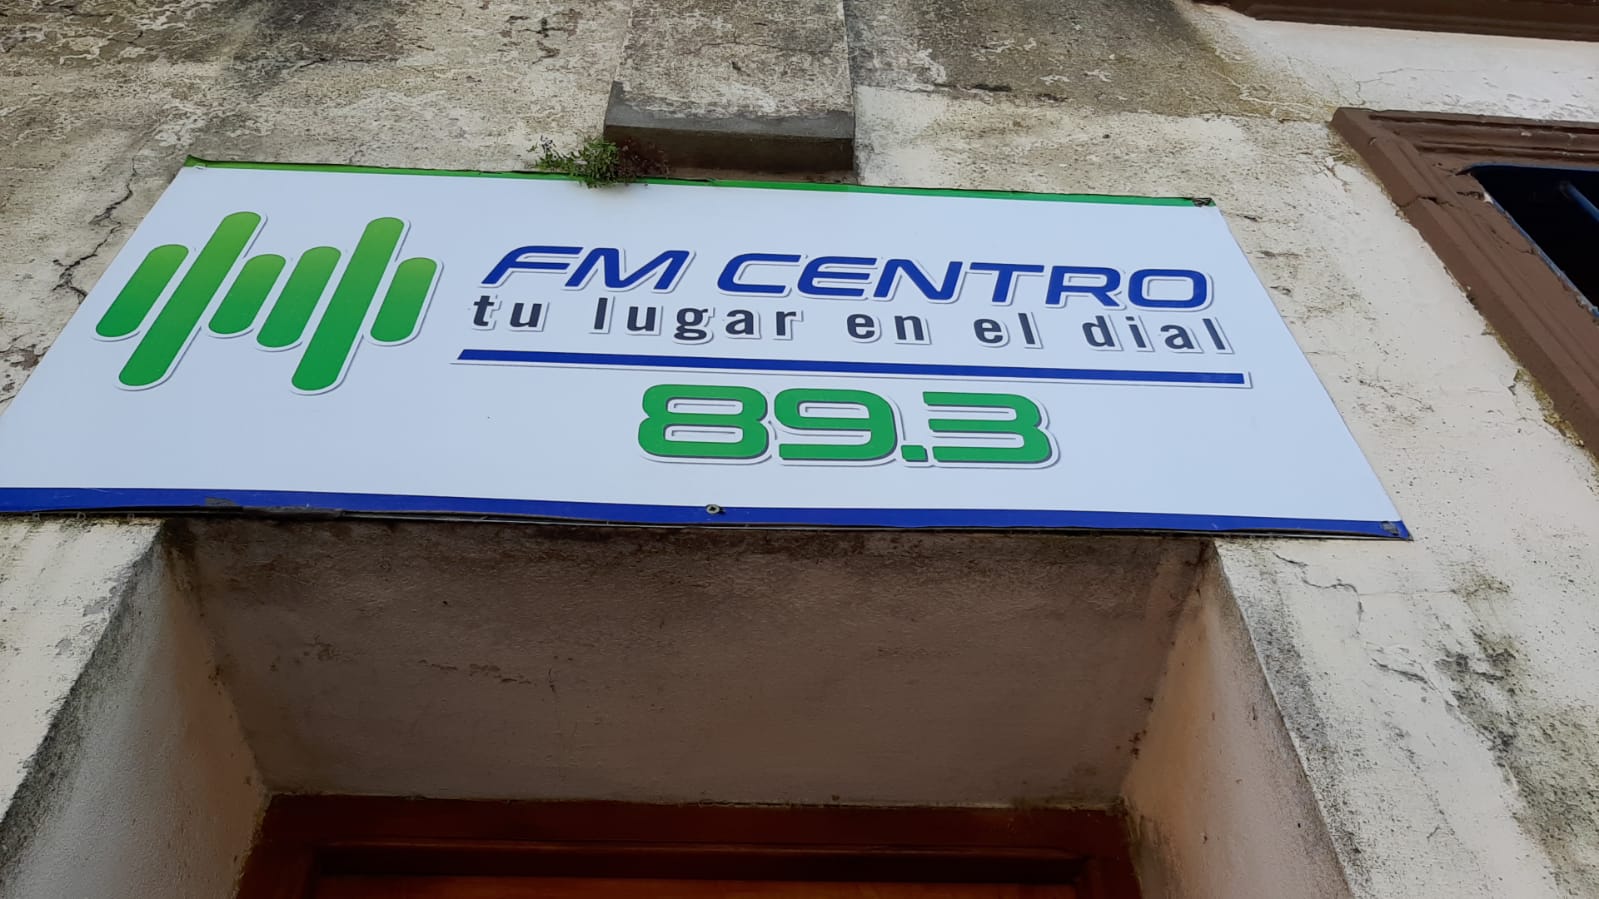 FM CENTRO
tu lugar en el dial
89.3